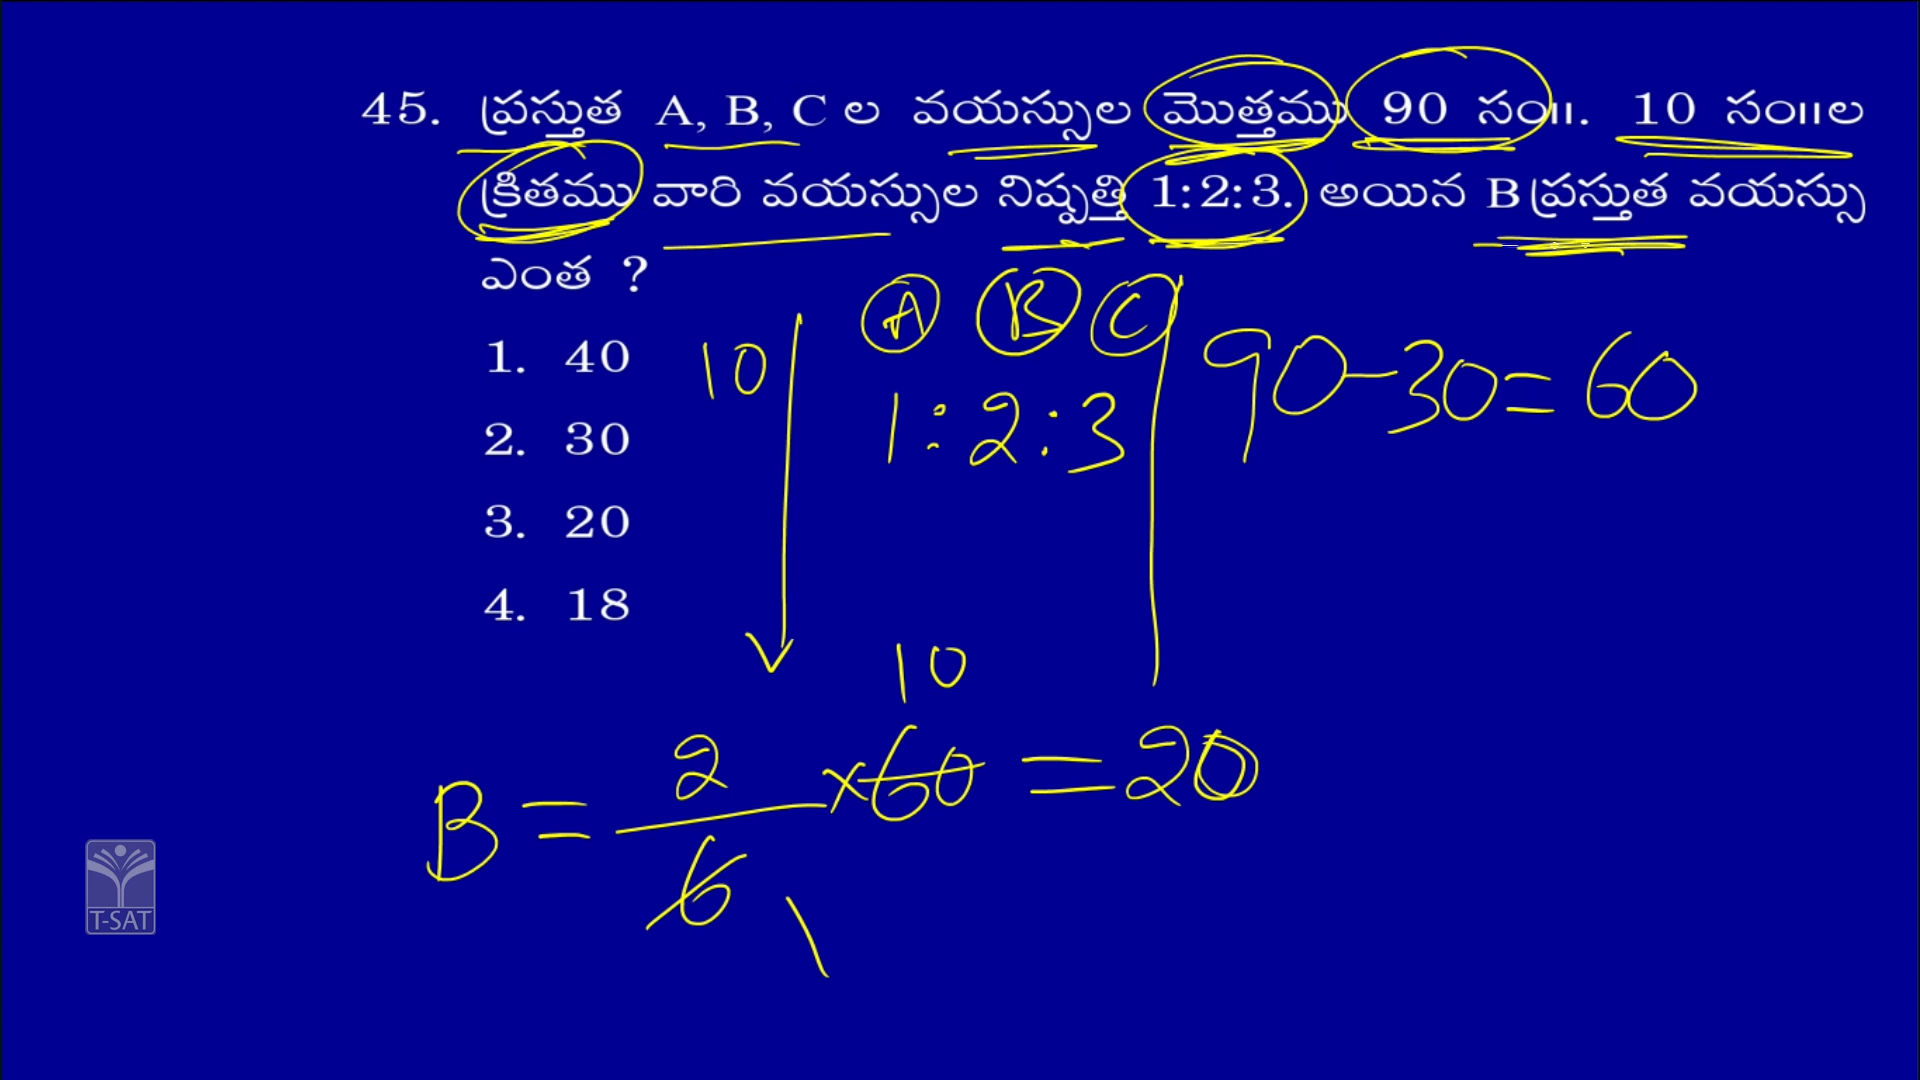 45. ప్రస్తుత A, B, C ల వయస్సుల మొత్తము 90 సం॥. 10 సం॥ల
క్రితము వారి వయస్సుల నిష్పత్తి 1:2:3. అయిన B ప్రస్తుత వయస్సు
ఎంత ?
A B C
1. 40
10
90-30=60
1:2:3
2. 30
3. 20
4. 18
10
B = 2/6 ×60 = 20
T-SAT